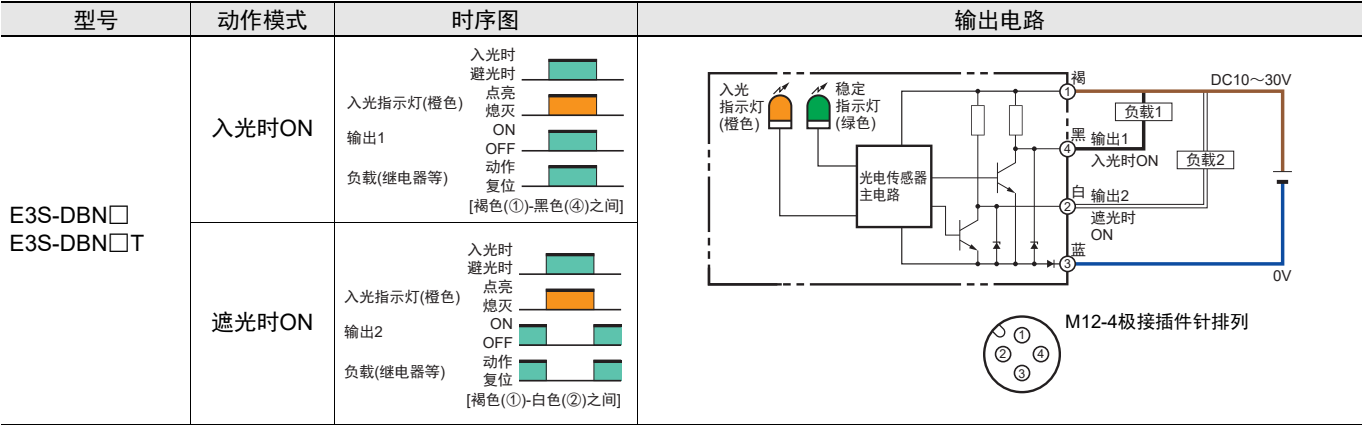 型号 动作模式 时序图 输出电路
E3S-DBN□
E3S-DBN□T
入光时ON
入光时
避光时
入光指示灯(橙色) 点亮
熄灭
输出1 ON
OFF
负载(继电器等) 动作
复位
[褐色(①)-黑色(④)之间]
遮光时ON
入光时
避光时
入光指示灯(橙色) 点亮
熄灭
输出2 ON
OFF
负载(继电器等) 动作
复位
[褐色(①)-白色(②)之间]
入光
指示灯
(橙色)
稳定
指示灯
(绿色)
光电传感器
主电路
褐
①
DC10~30V
负载1
黑 输出1
④
入光时ON
负载2
白 输出2
②
遮光时
ON
蓝
③
0V
M12-4极接插件针排列
①
② ④
③